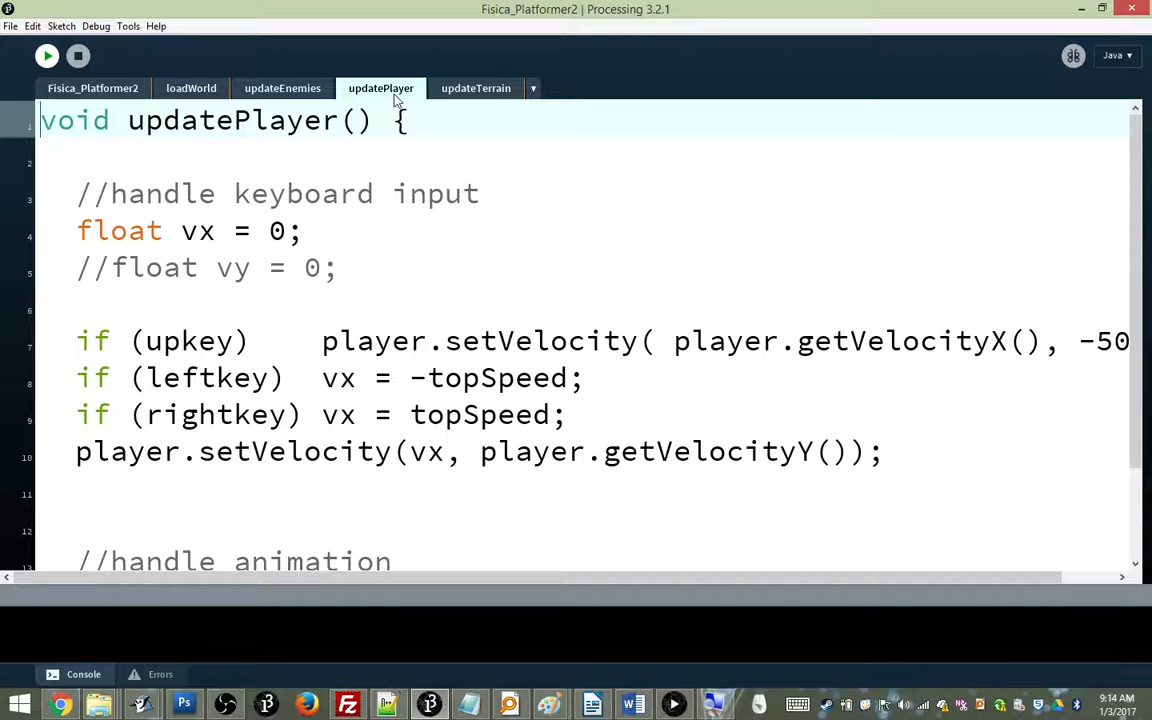 Fisica_Platformer2 | Processing 3.2.1
File Edit Sketch Debug Tools Help
Java ▾
Fisica_Platformer2 loadWorld updateEnemies updatePlayer updateTerrain ▾
1 void updatePlayer() {
2
3 //handle keyboard input
4 float vx = 0;
5 //float vy = 0;
6
7 if (upkey) player.setVelocity( player.getVelocityX(), -50
8 if (leftkey) vx = -topSpeed;
9 if (rightkey) vx = topSpeed;
10 player.setVelocity(vx, player.getVelocityY());
11
12
13 //handle animation
Console Errors
9:14 AM
1/3/2017